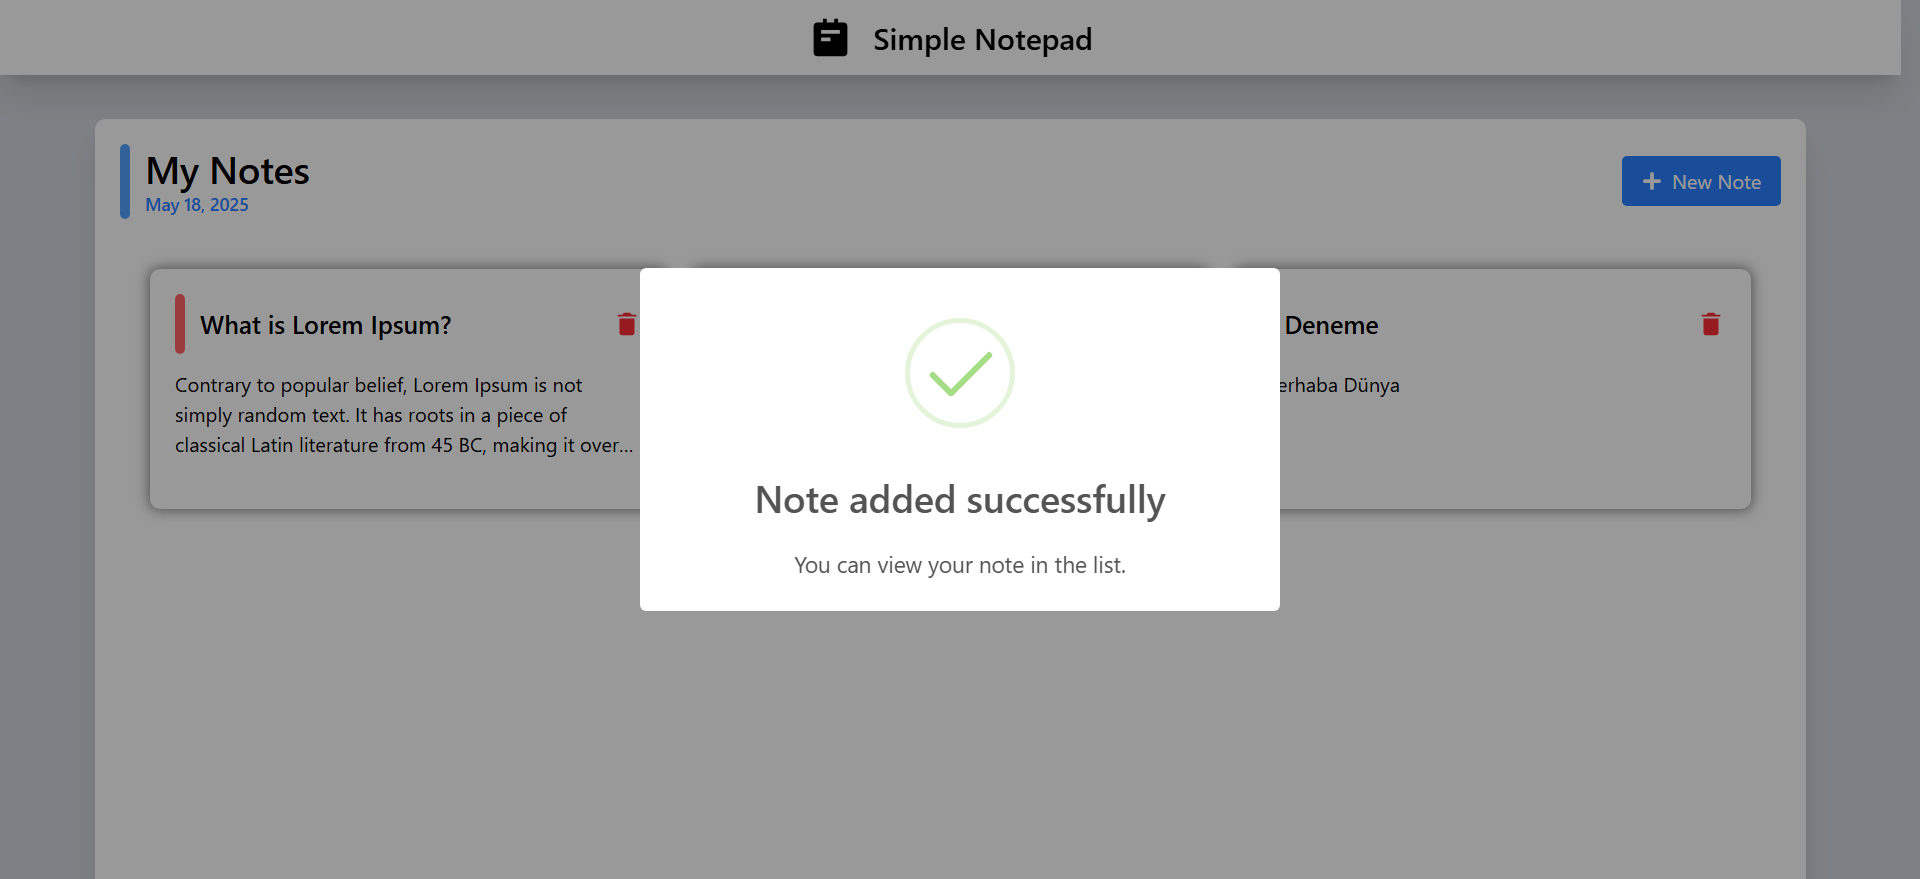 Simple Notepad
My Notes
May 18, 2025
New Note
What is Lorem Ipsum?
Contrary to popular belief, Lorem Ipsum is not
simply random text. It has roots in a piece of
classical Latin literature from 45 BC, making it over...
Note added successfully
You can view your note in the list.
Deneme
erhaba Dünya